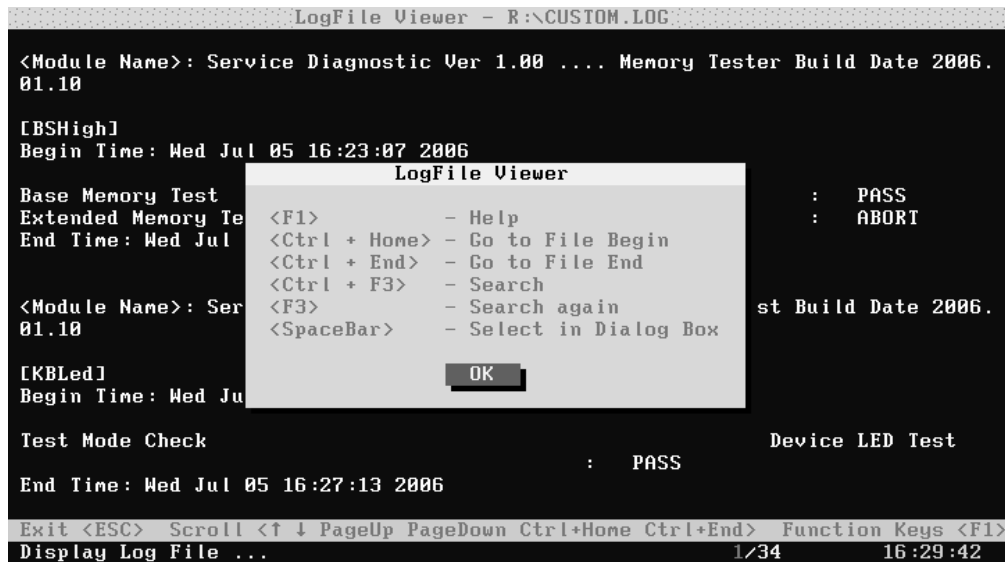 LogFile Viewer - R:\CUSTOM.LOG
<Module Name>: Service Diagnostic Ver 1.00 .... Memory Tester Build Date 2006.
01.10
[BSHigh]
Begin Time: Wed Jul 05 16:23:07 2006
LogFile Viewer
Base Memory Test : PASS
Extended Memory Te : ABORT
End Time: Wed Jul
<F1> - Help
<Ctrl + Home> - Go to File Begin
<Ctrl + End> - Go to File End
<Ctrl + F3> - Search
<F3> - Search again
<SpaceBar> - Select in Dialog Box
OK
<Module Name>: Ser st Build Date 2006.
01.10
[KBLed]
Begin Time: Wed Ju
Test Mode Check Device LED Test
: PASS
End Time: Wed Jul 05 16:27:13 2006
Exit <ESC> Scroll <↑ ↓ PageUp PageDown Ctrl+Home Ctrl+End> Function Keys <F1>
Display Log File ... 1/34 16:29:42